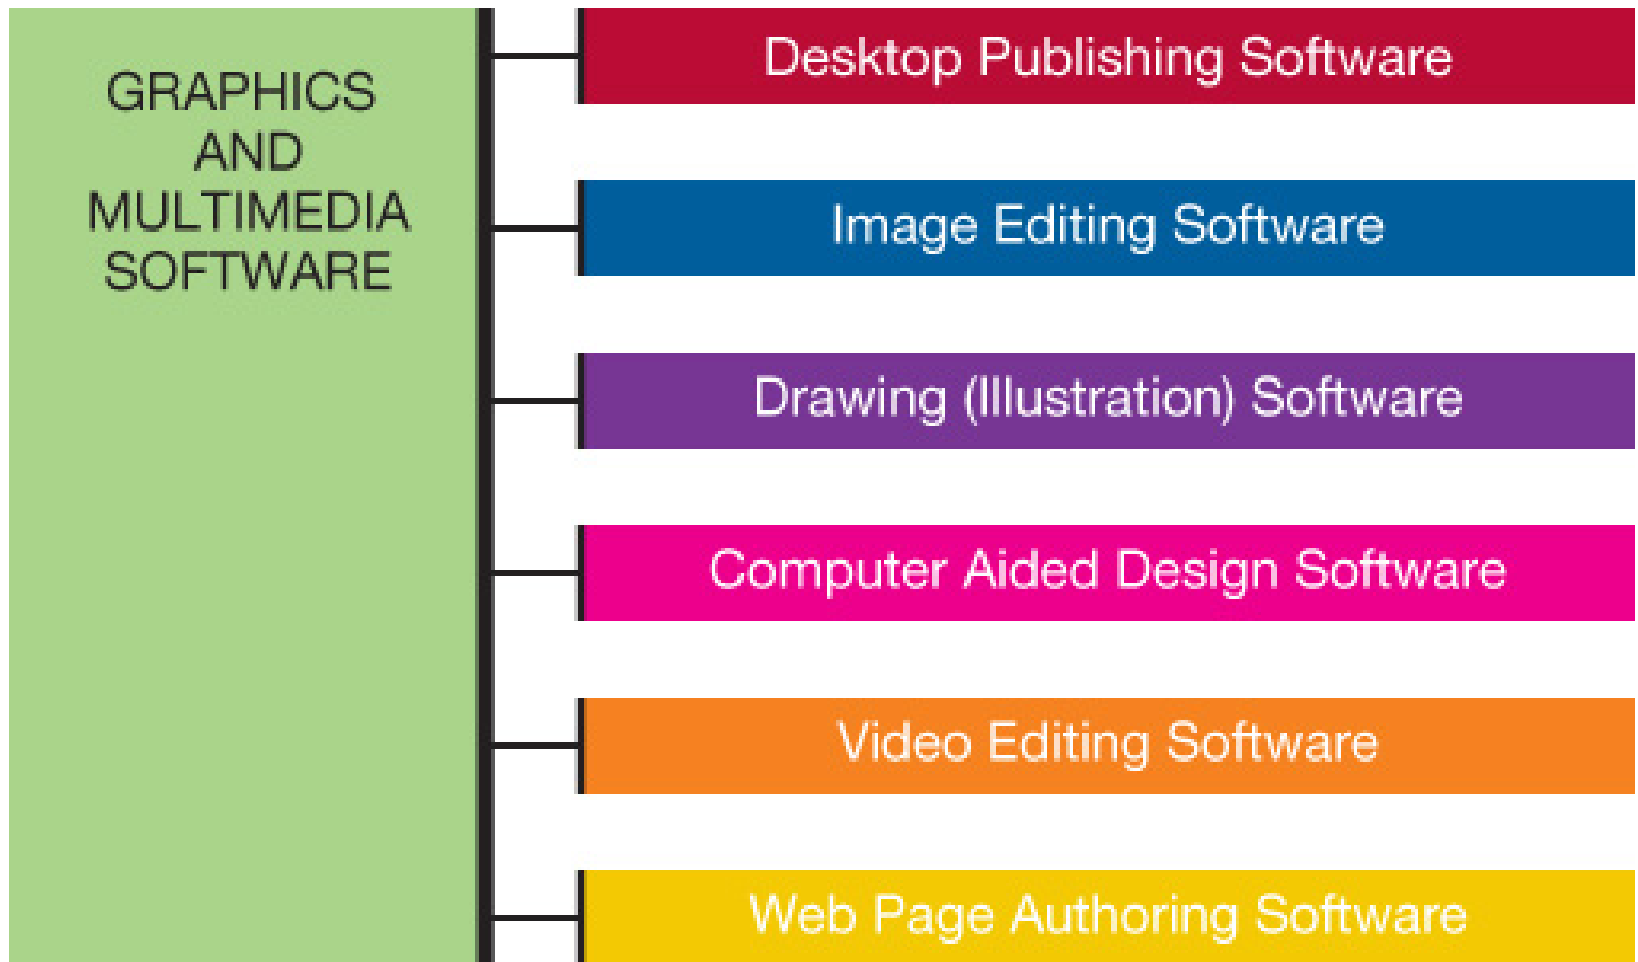 GRAPHICS
AND
MULTIMEDIA
SOFTWARE
Desktop Publishing Software
Image Editing Software
Drawing (Illustration) Software
Computer Aided Design Software
Video Editing Software
Web Page Authoring Software